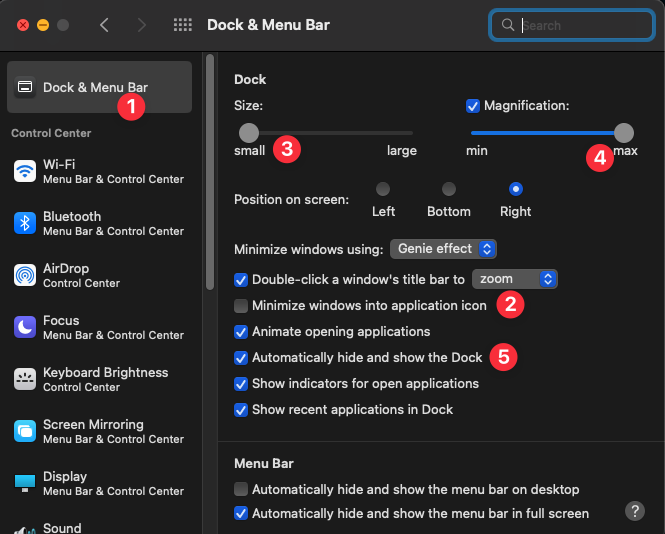 Dock & Menu Bar
Search
Dock & Menu Bar
1
Control Center
Wi-Fi
Menu Bar & Control Center
Bluetooth
Menu Bar & Control Center
AirDrop
Control Center
Focus
Menu Bar & Control Center
Keyboard Brightness
Control Center
Screen Mirroring
Menu Bar & Control Center
Display
Menu Bar & Control Center
Sound
Dock
Size:
Magnification:
small
3
large
min
4
max
Position on screen:
Left
Bottom
Right
Minimize windows using: Genie effect
Double-click a window's title bar to zoom
Minimize windows into application icon 2
Animate opening applications
Automatically hide and show the Dock 5
Show indicators for open applications
Show recent applications in Dock
Menu Bar
Automatically hide and show the menu bar on desktop
Automatically hide and show the menu bar in full screen
?